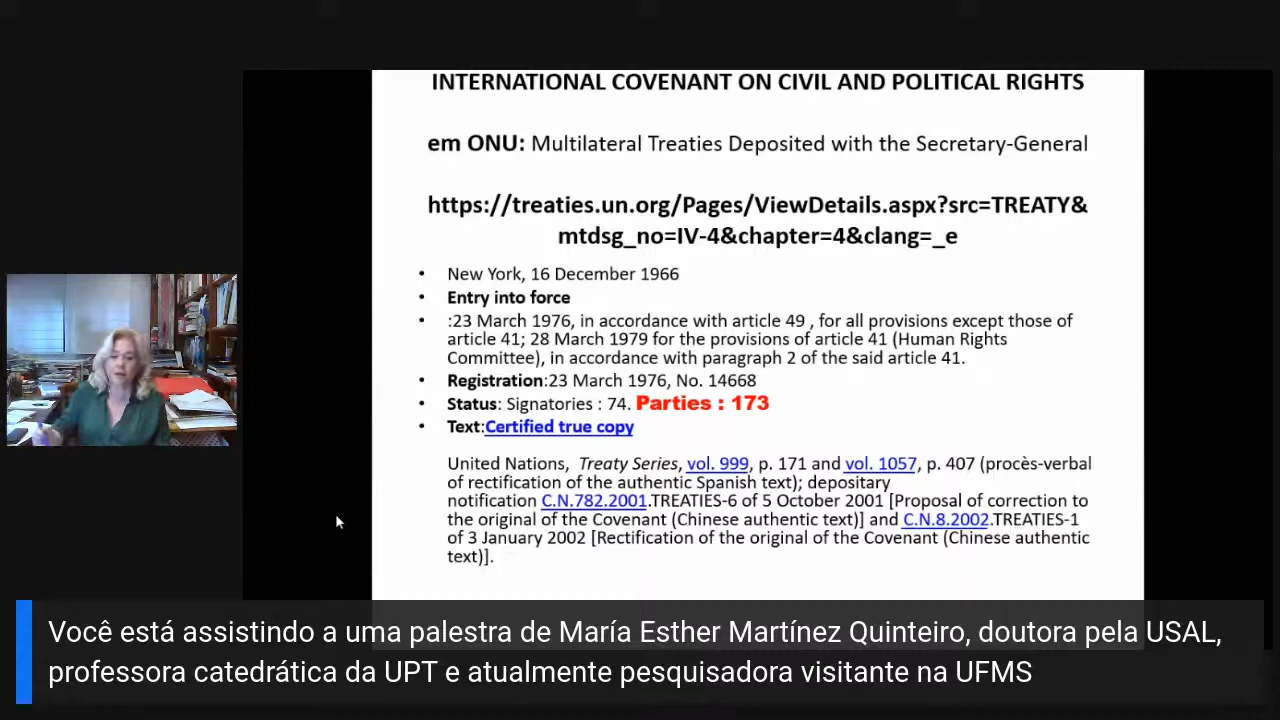 INTERNATIONAL COVENANT ON CIVIL AND POLITICAL RIGHTS
em ONU: Multilateral Treaties Deposited with the Secretary-General
https://treaties.un.org/Pages/ViewDetails.aspx?src=TREATY&
mtdsg_no=IV-4&chapter=4&clang=_e
• New York, 16 December 1966
• Entry into force
• :23 March 1976, in accordance with article 49 , for all provisions except those of
article 41; 28 March 1979 for the provisions of article 41 (Human Rights
Committee), in accordance with paragraph 2 of the said article 41.
• Registration:23 March 1976, No. 14668
• Status: Signatories : 74. Parties : 173
• Text:Certified true copy
United Nations, Treaty Series, vol. 999, p. 171 and vol. 1057, p. 407 (procès-verbal
of rectification of the authentic Spanish text); depositary
notification C.N.782.2001.TREATIES-6 of 5 October 2001 [Proposal of correction to
the original of the Covenant (Chinese authentic text)] and C.N.8.2002.TREATIES-1
of 3 January 2002 [Rectification of the original of the Covenant (Chinese authentic
text)].
Você está assistindo a uma palestra de María Esther Martínez Quinteiro, doutora pela USAL,
professora catedrática da UPT e atualmente pesquisadora visitante na UFMS